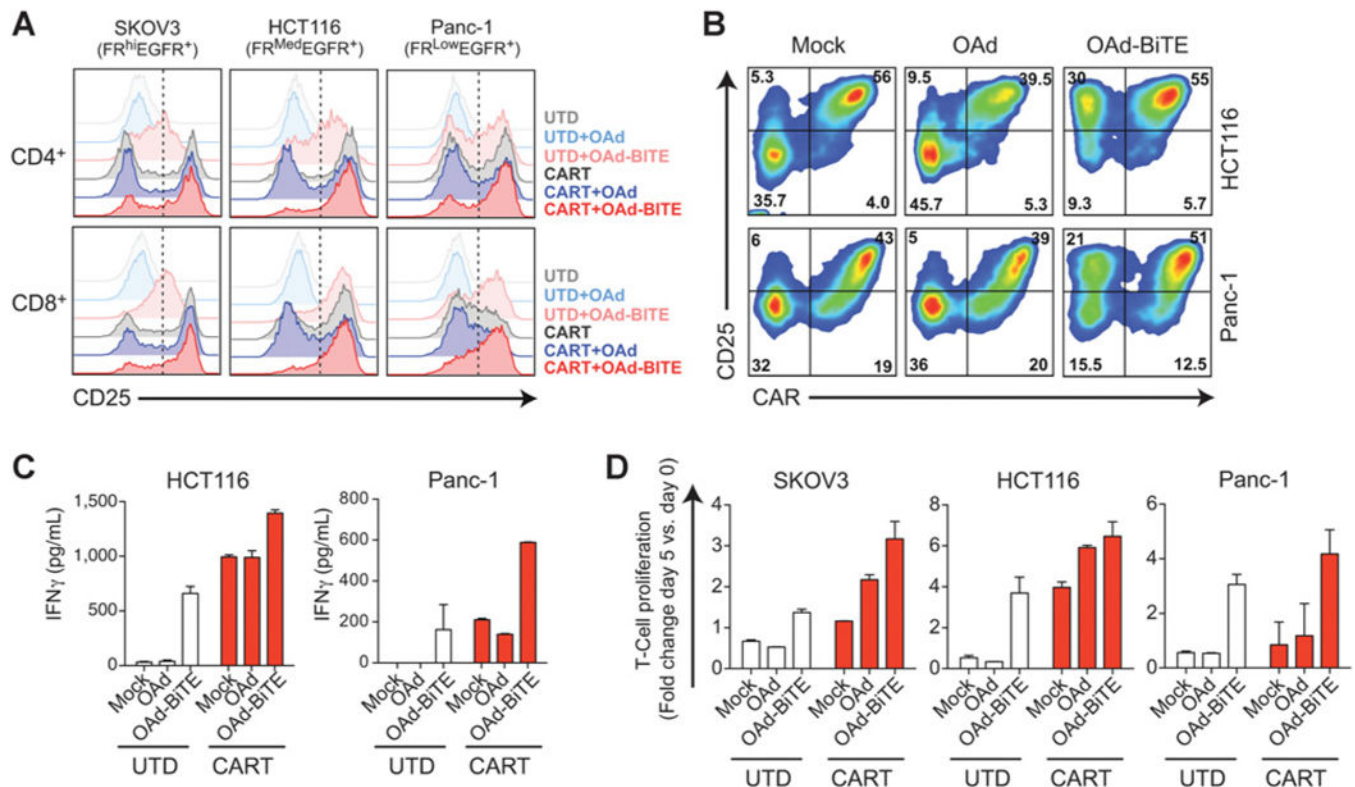 A
SKOV3
(FRhiEGFR+)
HCT116
(FRMedEGFR+)
Panc-1
(FRLowEGFR+)
CD4+
UTD
UTD+OAd
UTD+OAd-BiTE
CART
CART+OAd
CART+OAd-BiTE
CD8+
UTD
UTD+OAd
UTD+OAd-BiTE
CART
CART+OAd
CART+OAd-BiTE
CD25
B
Mock
OAd
OAd-BiTE
5.3 56
35.7 4.0
9.5 39.5
45.7 5.3
30 55
9.3 5.7
HCT116
6 43
32 19
5 39
36 20
21 51
15.5 12.5
Panc-1
CD25
CAR
C
HCT116
IFNγ (pg/mL)
1,500
1,000
500
0
Mock
OAd
OAd-BiTE
Mock
OAd
OAd-BiTE
UTD
CART
Panc-1
IFNγ (pg/mL)
800
600
400
200
0
Mock
OAd
OAd-BiTE
Mock
OAd
OAd-BiTE
UTD
CART
D
T-Cell proliferation
(Fold change day 5 vs. day 0)
SKOV3
4
3
2
1
0
Mock
OAd
OAd-BiTE
Mock
OAd
OAd-BiTE
UTD
CART
HCT116
8
6
4
2
0
Mock
OAd
OAd-BiTE
Mock
OAd
OAd-BiTE
UTD
CART
Panc-1
6
4
2
0
Mock
OAd
OAd-BiTE
Mock
OAd
OAd-BiTE
UTD
CART